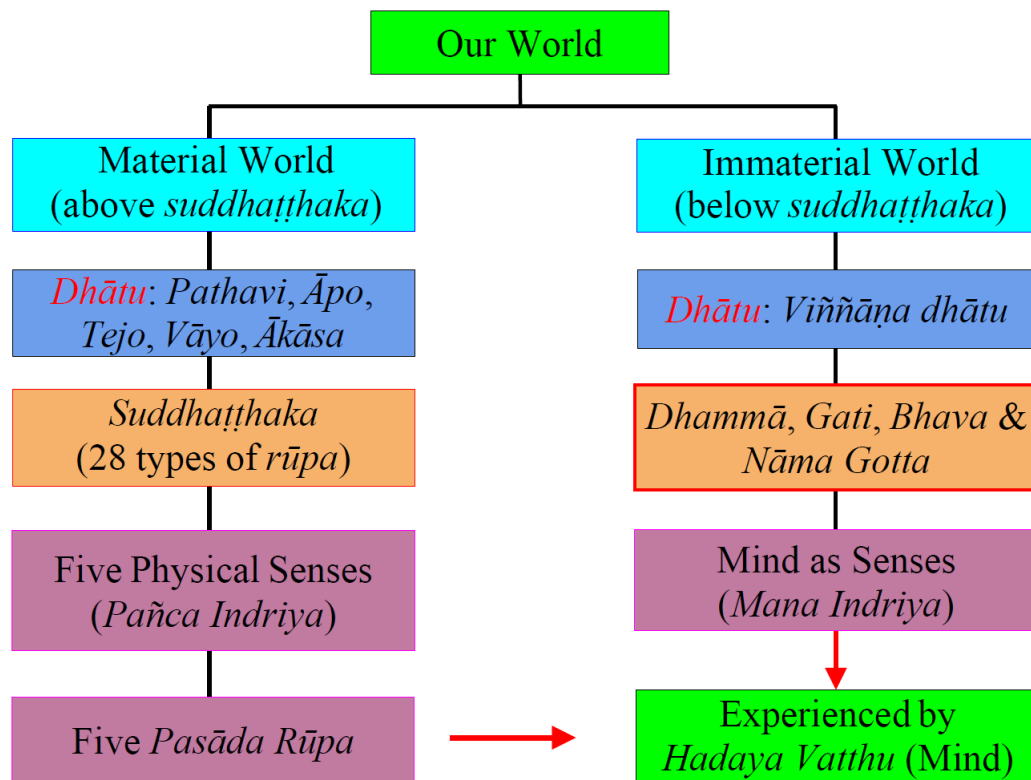 Our World
Material World
(above suddhaṭṭhaka)
Dhātu: Pathavi, Āpo,
Tejo, Vāyo, Ākāsa
Suddhaṭṭhaka
(28 types of rūpa)
Five Physical Senses
(Pañca Indriya)
Five Pasāda Rūpa
Immaterial World
(below suddhaṭṭhaka)
Dhātu: Viññāṇa dhātu
Dhammā, Gati, Bhava &
Nāma Gotta
Mind as Senses
(Mana Indriya)
Experienced by
Hadaya Vatthu (Mind)